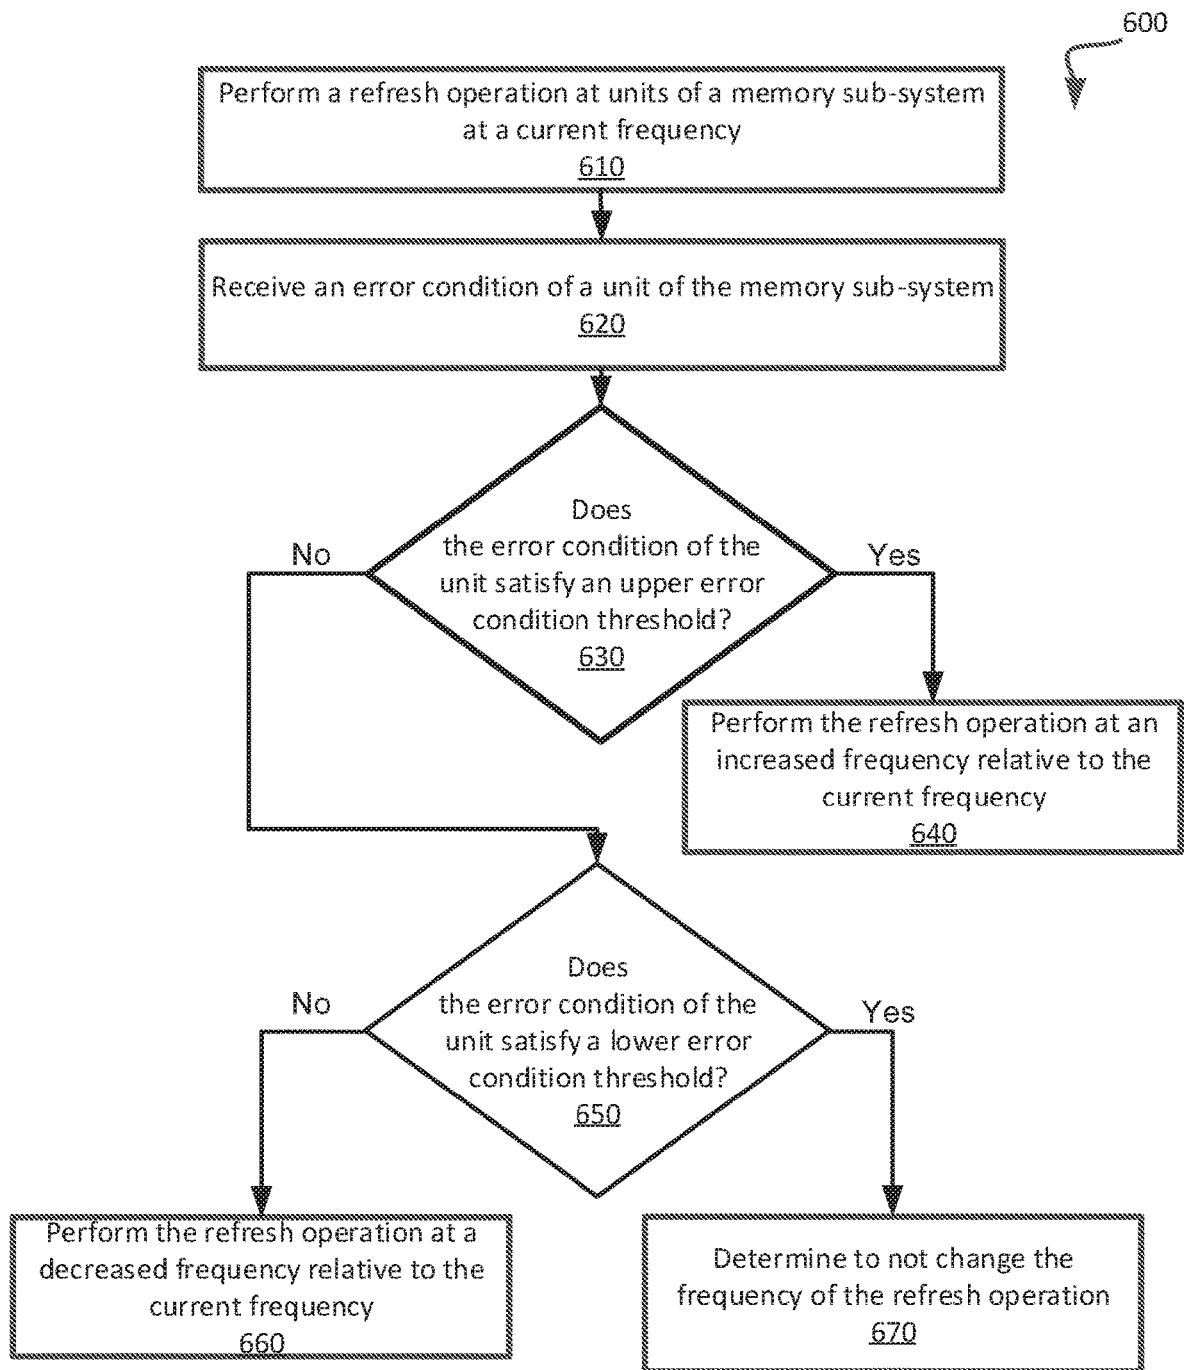 600
Perform a refresh operation at units of a memory sub-system
at a current frequency
610
Receive an error condition of a unit of the memory sub-system
620
Does
the error condition of the
unit satisfy an upper error
condition threshold?
630
No
Yes
Perform the refresh operation at an
increased frequency relative to the
current frequency
640
Does
the error condition of the
unit satisfy a lower error
condition threshold?
650
No
Yes
Perform the refresh operation at a
decreased frequency relative to the
current frequency
660
Determine to not change the
frequency of the refresh operation
670